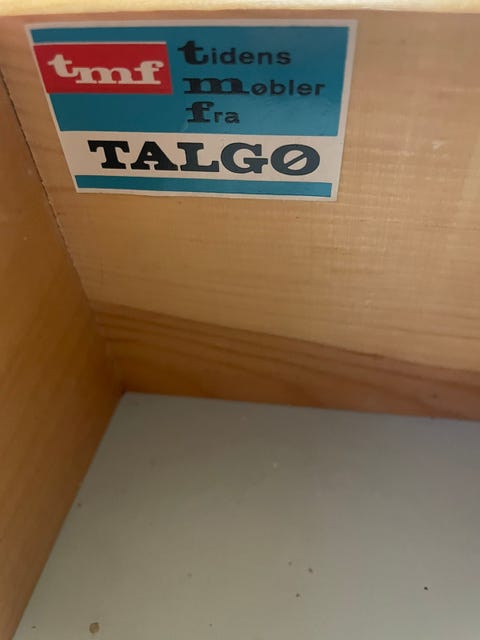 tmf
tidens
møbler
fra
TALGØ